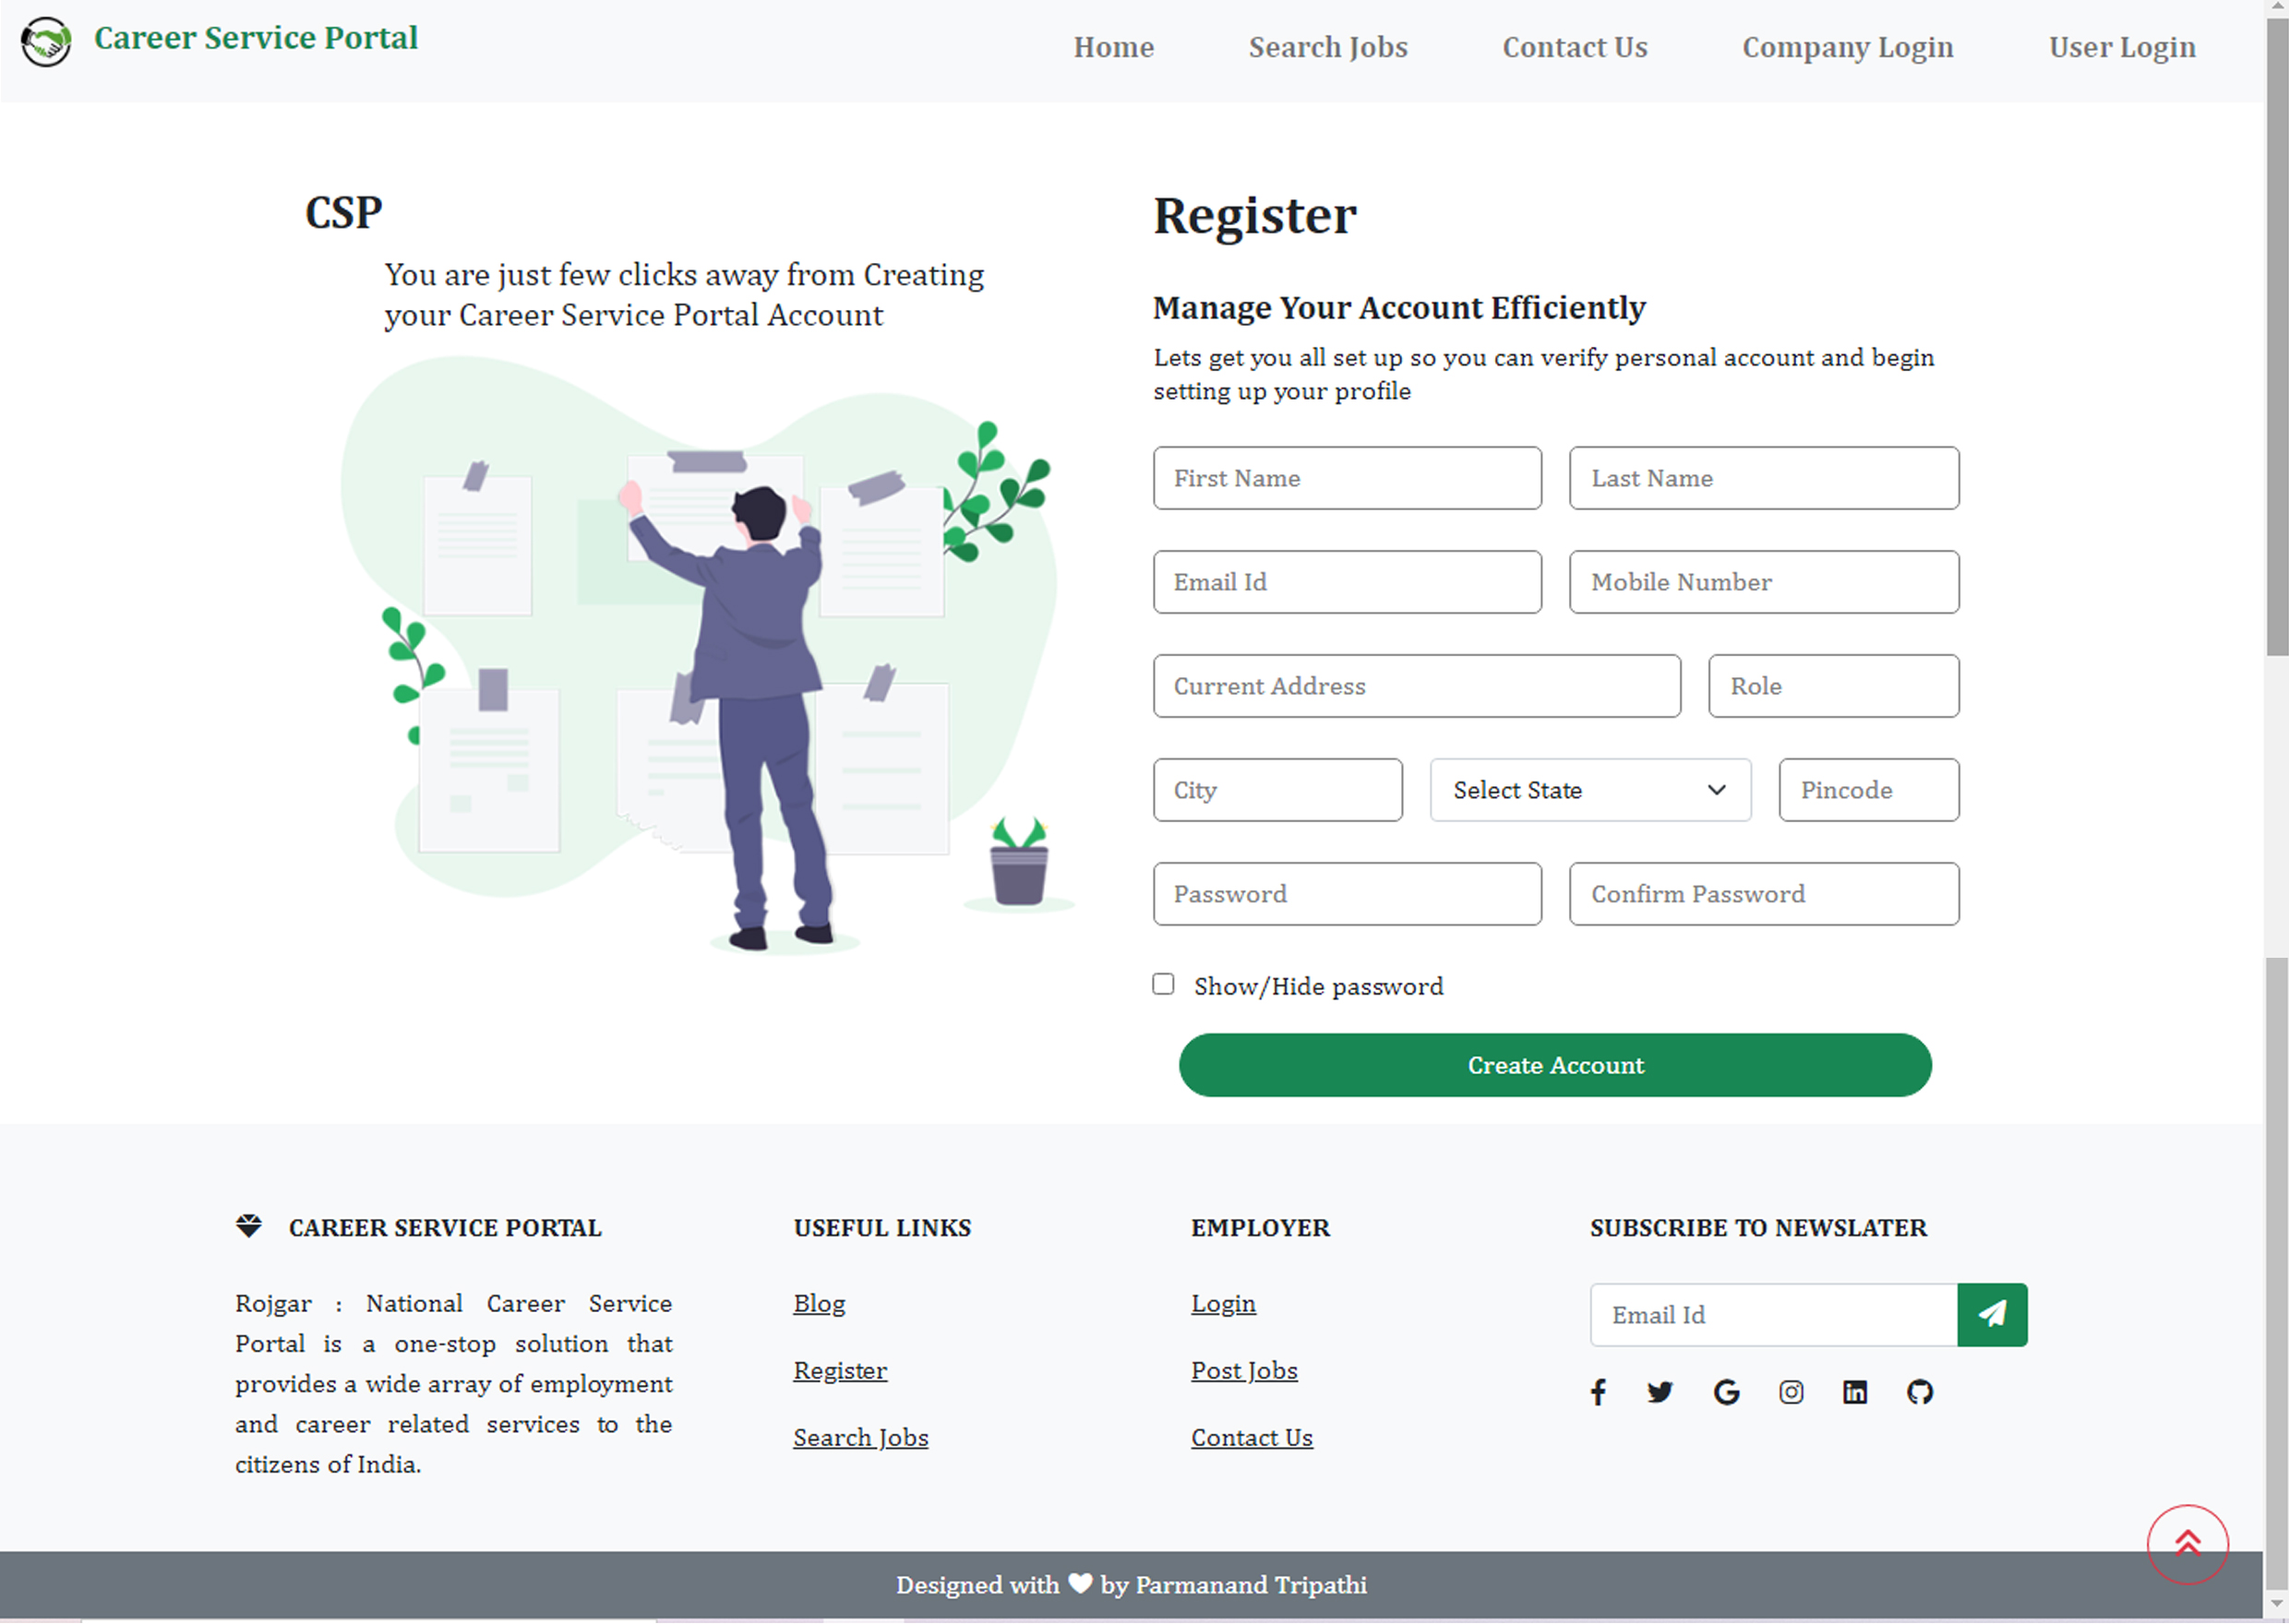 Career Service Portal
Home
Search Jobs
Contact Us
Company Login
User Login
CSP
You are just few clicks away from Creating
your Career Service Portal Account
Register
Manage Your Account Efficiently
Lets get you all set up so you can verify personal account and begin
setting up your profile
First Name
Last Name
Email Id
Mobile Number
Current Address
Role
City
Select State
Pincode
Password
Confirm Password
Show/Hide password
Create Account
CAREER SERVICE PORTAL
Rojgar : National Career Service
Portal is a one-stop solution that
provides a wide array of employment
and career related services to the
citizens of India.
USEFUL LINKS
Blog
Register
Search Jobs
EMPLOYER
Login
Post Jobs
Contact Us
SUBSCRIBE TO NEWSLATER
Email Id
Designed with by Parmanand Tripathi